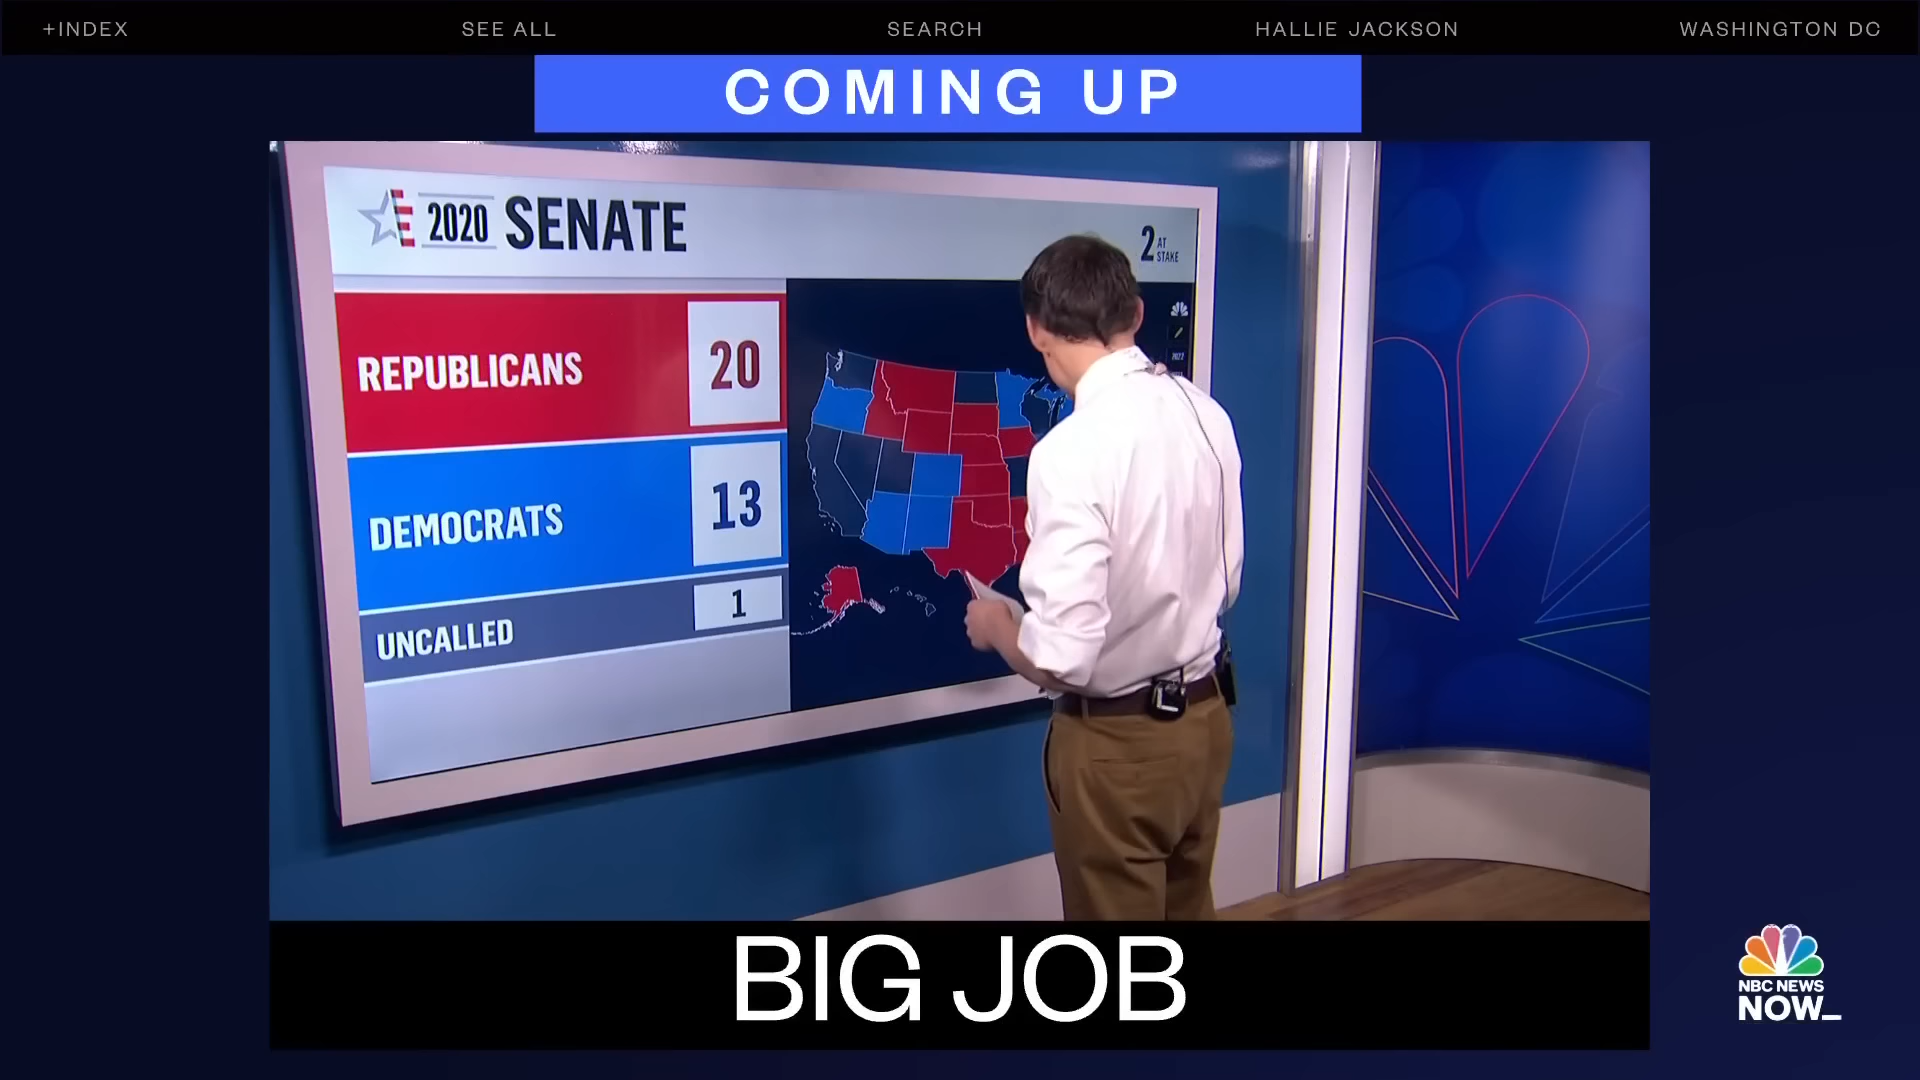 +INDEX
SEE ALL
SEARCH
HALLIE JACKSON
WASHINGTON DC
COMING UP
2020 SENATE
2 AT STAKE
REPUBLICANS
20
DEMOCRATS
13
UNCALLED
1
BIG JOB
NBC NEWS
NOW_